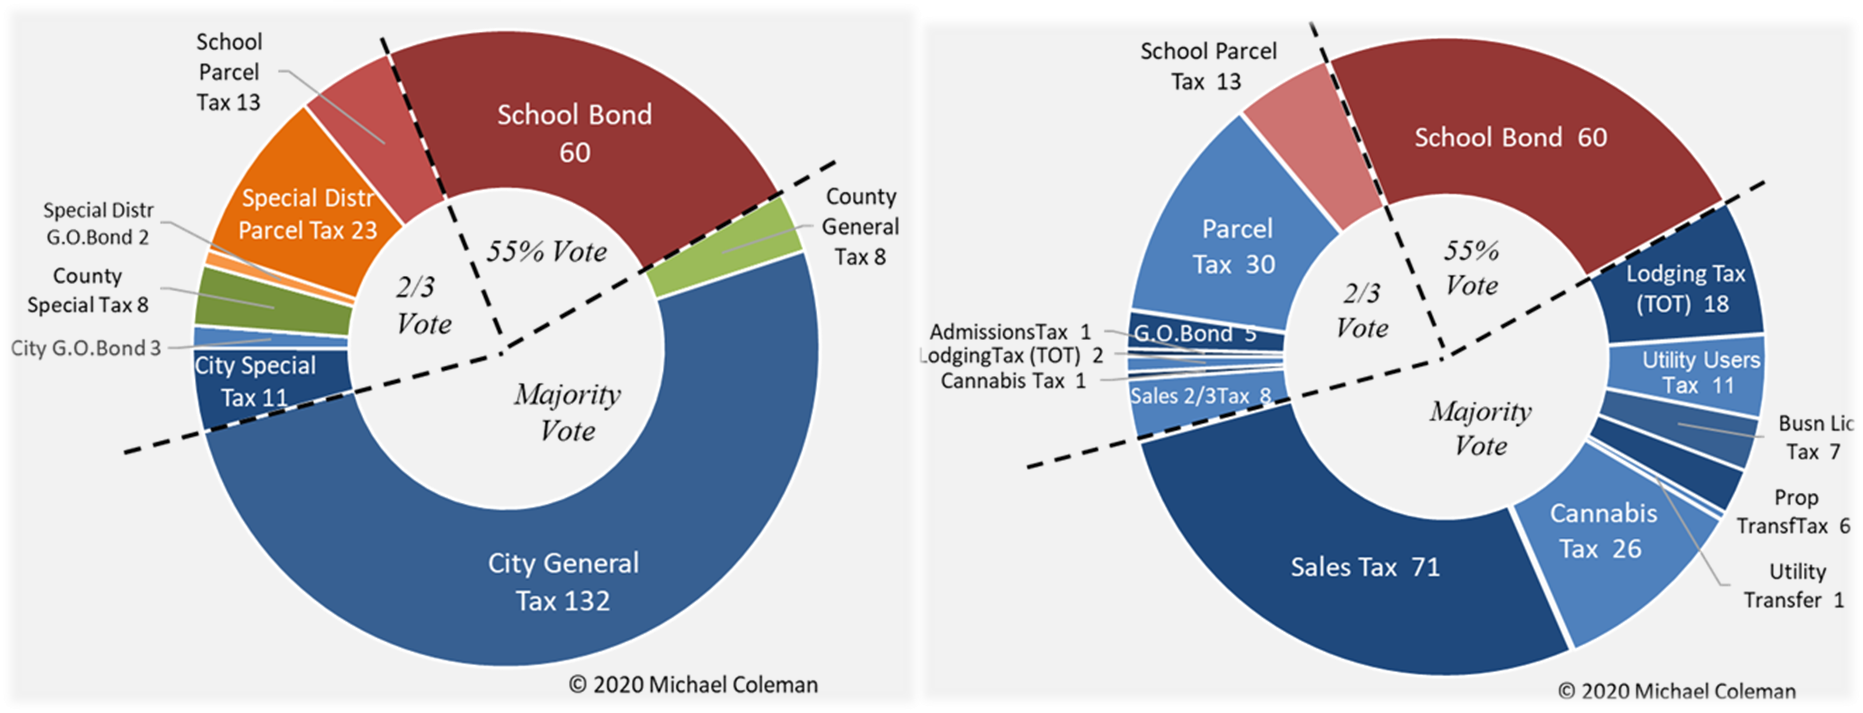 School
Parcel
Tax 13
School Bond
60
Special Distr
Parcel Tax 23
Special Distr
G.O.Bond 2
County
Special Tax 8
City G.O.Bond 3
City Special
Tax 11
55% Vote
2/3
Vote
Majority
Vote
County
General
Tax 8
City General
Tax 132
© 2020 Michael Coleman
School Parcel
Tax 13
School Bond 60
Parcel
Tax 30
AdmissionsTax 1
G.O.Bond 5
LodgingTax (TOT) 2
Cannabis Tax 1
Sales 2/3Tax 8
55%
Vote
2/3
Vote
Majority
Vote
Lodging Tax
(TOT) 18
Utility Users
Tax 11
Busn Lic
Tax 7
Prop
TransfTax 6
Utility
Transfer 1
Cannabis
Tax 26
Sales Tax 71
© 2020 Michael Coleman